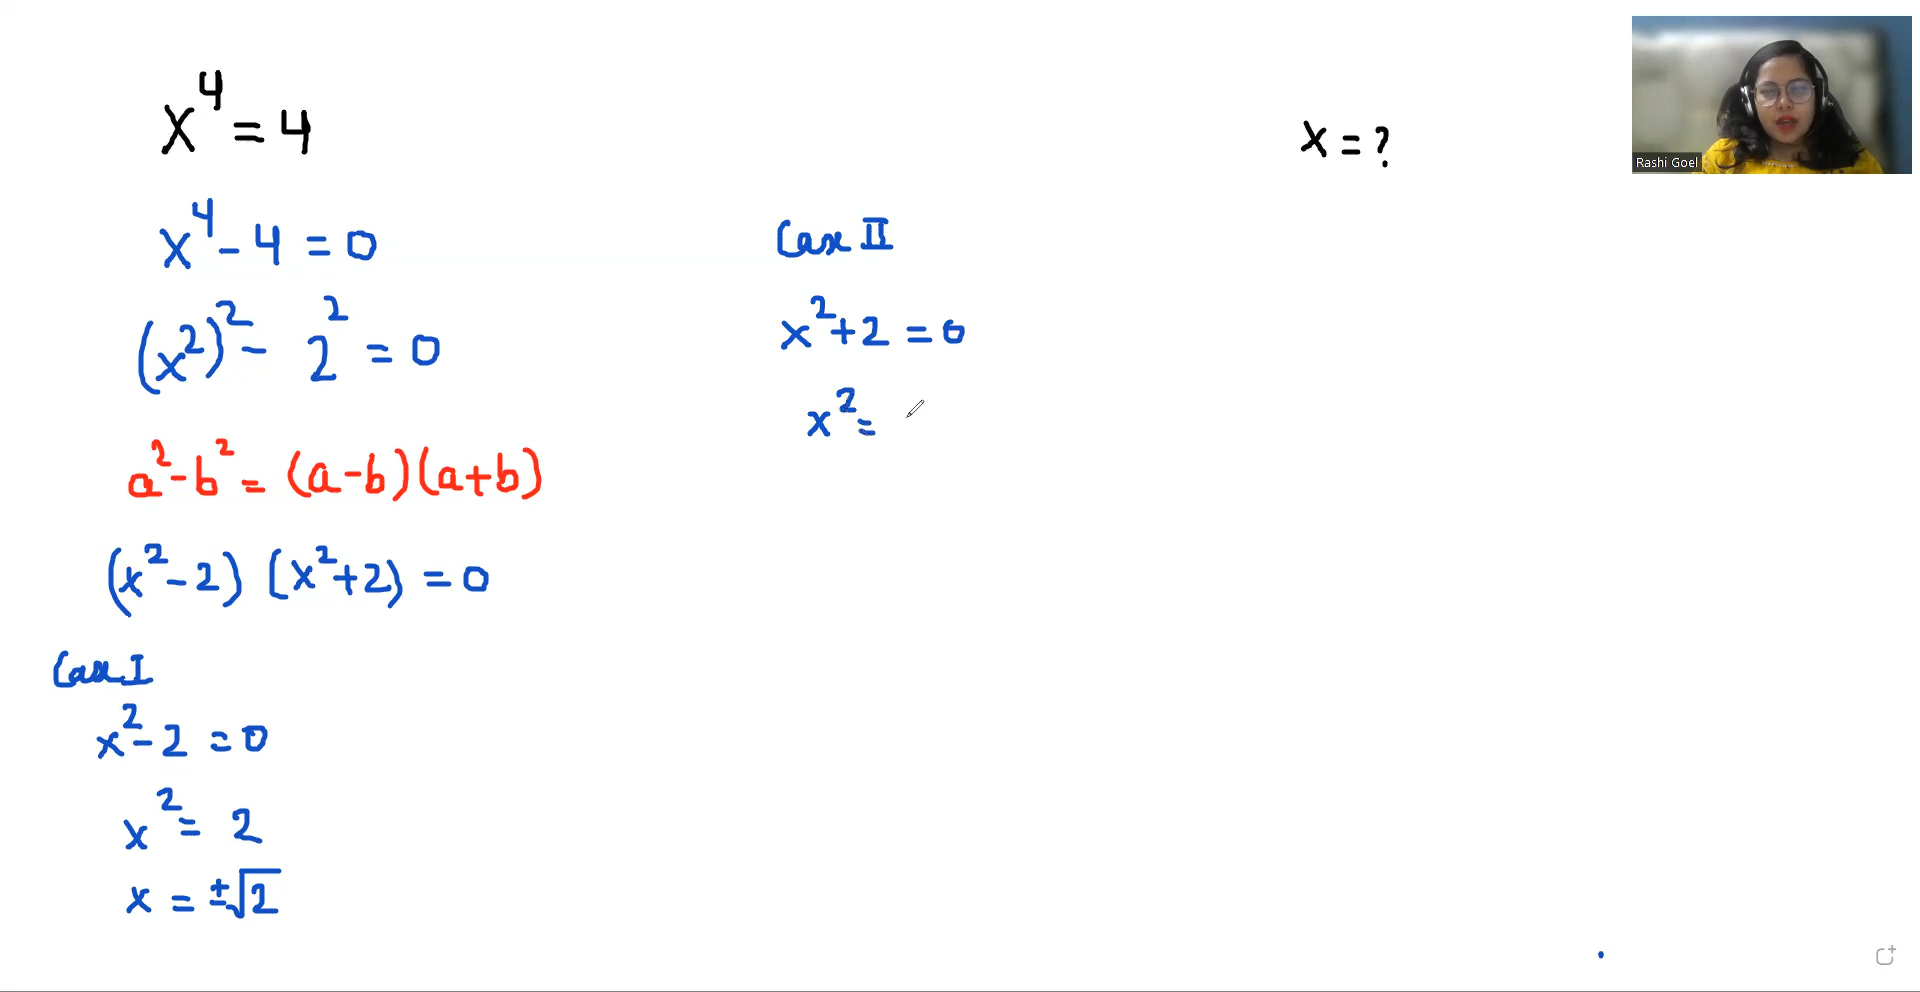 x⁴ = 4
x⁴ - 4 = 0
(x²)² - 2² = 0
a² - b² = (a-b)(a+b)
(x² - 2) (x² + 2) = 0
Case I
x² - 2 = 0
x² = 2
x = ±√2
Case II
x² + 2 = 0
x² =
x = ?
Rashi Goel